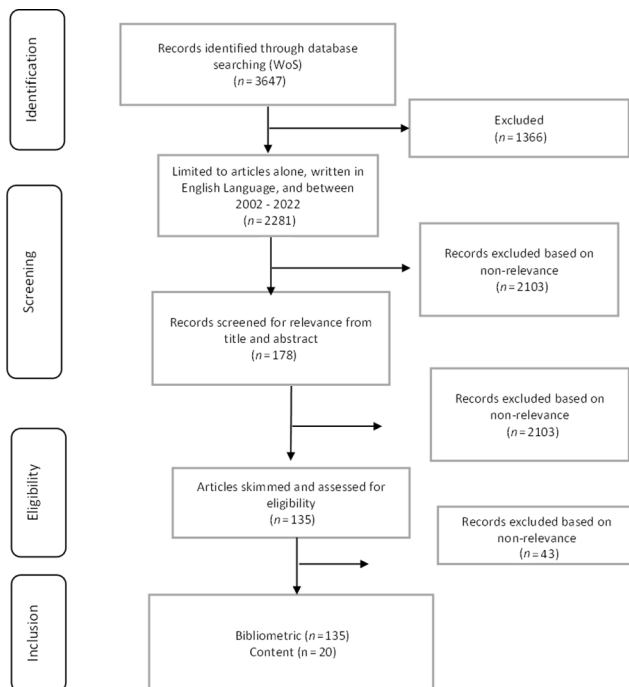 Identification
Records identified through database
searching (WoS)
(n = 3647)
Excluded
(n = 1366)
Screening
Limited to articles alone, written in
English Language, and between
2002 - 2022
(n = 2281)
Records excluded based on
non-relevance
(n = 2103)
Records screened for relevance from
title and abstract
(n = 178)
Records excluded based on
non-relevance
(n = 2103)
Eligibility
Articles skimmed and assessed for
eligibility
(n = 135)
Records excluded based on
non-relevance
(n = 43)
Inclusion
Bibliometric (n = 135)
Content (n = 20)